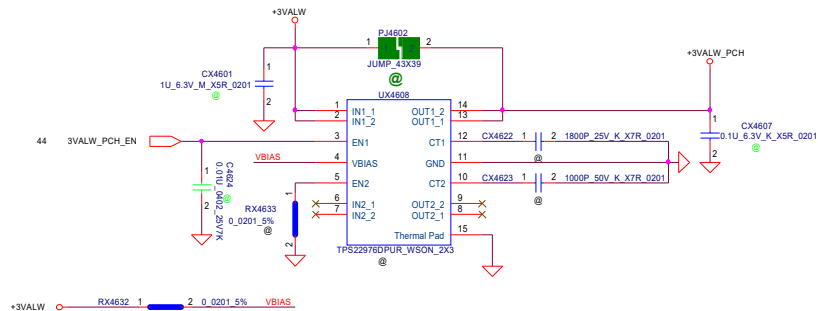 +3VALW
PJ4602
1 1 2 2
JUMP_43X39
@
+3VALW_PCH
CX4601
1U_6.3V_M_X5R_0201
@
1
2
UX4608
1 IN1_1 OUT1_2 14
2 IN1_2 OUT1_1 13
44 3VALW_PCH_EN 3 EN1 CT1 12 CX4622 1 2 1800P_25V_K_X7R_0201
@
VBIAS 4 VBIAS GND 11
5 EN2 CT2 10 CX4623 1 2 1000P_50V_K_X7R_0201
@
6 IN2_1 OUT2_2 9
7 IN2_2 OUT2_1 8
Thermal Pad 15
TPS22976DPUR_WSON_2X3
@
1
CX4607
0.1U_6.3V_K_X5R_0201
2
@
1
C4624
0.01U_0402_25V7K
@
2
1
RX4633
0_0201_5%
@
2
+3VALW RX4632 1 2 0_0201_5% VBIAS